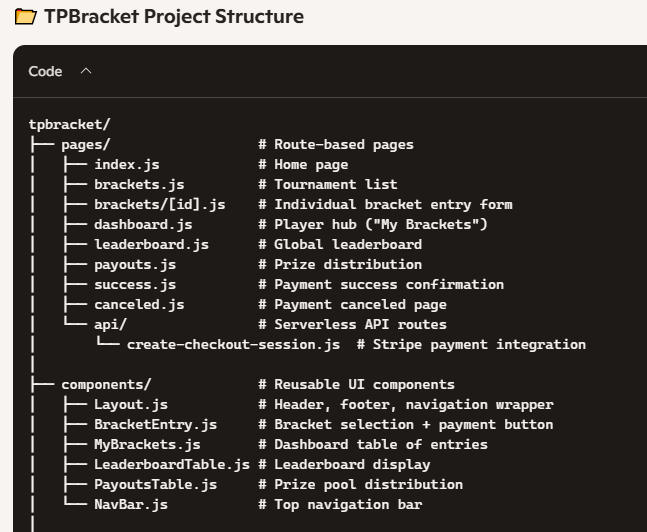 📂 TPBracket Project Structure
Code
tpbracket/
├── pages/                  # Route-based pages
│   ├── index.js            # Home page
│   ├── brackets.js         # Tournament list
│   ├── brackets/[id].js    # Individual bracket entry form
│   ├── dashboard.js        # Player hub ("My Brackets")
│   ├── leaderboard.js      # Global leaderboard
│   ├── payouts.js          # Prize distribution
│   ├── success.js          # Payment success confirmation
│   ├── canceled.js         # Payment canceled page
│   └── api/                # Serverless API routes
│       └── create-checkout-session.js  # Stripe payment integration
│
├── components/             # Reusable UI components
│   ├── Layout.js           # Header, footer, navigation wrapper
│   ├── BracketEntry.js     # Bracket selection + payment button
│   ├── MyBrackets.js       # Dashboard table of entries
│   ├── LeaderboardTable.js # Leaderboard display
│   ├── PayoutsTable.js     # Prize pool distribution
│   └── NavBar.js           # Top navigation bar
│